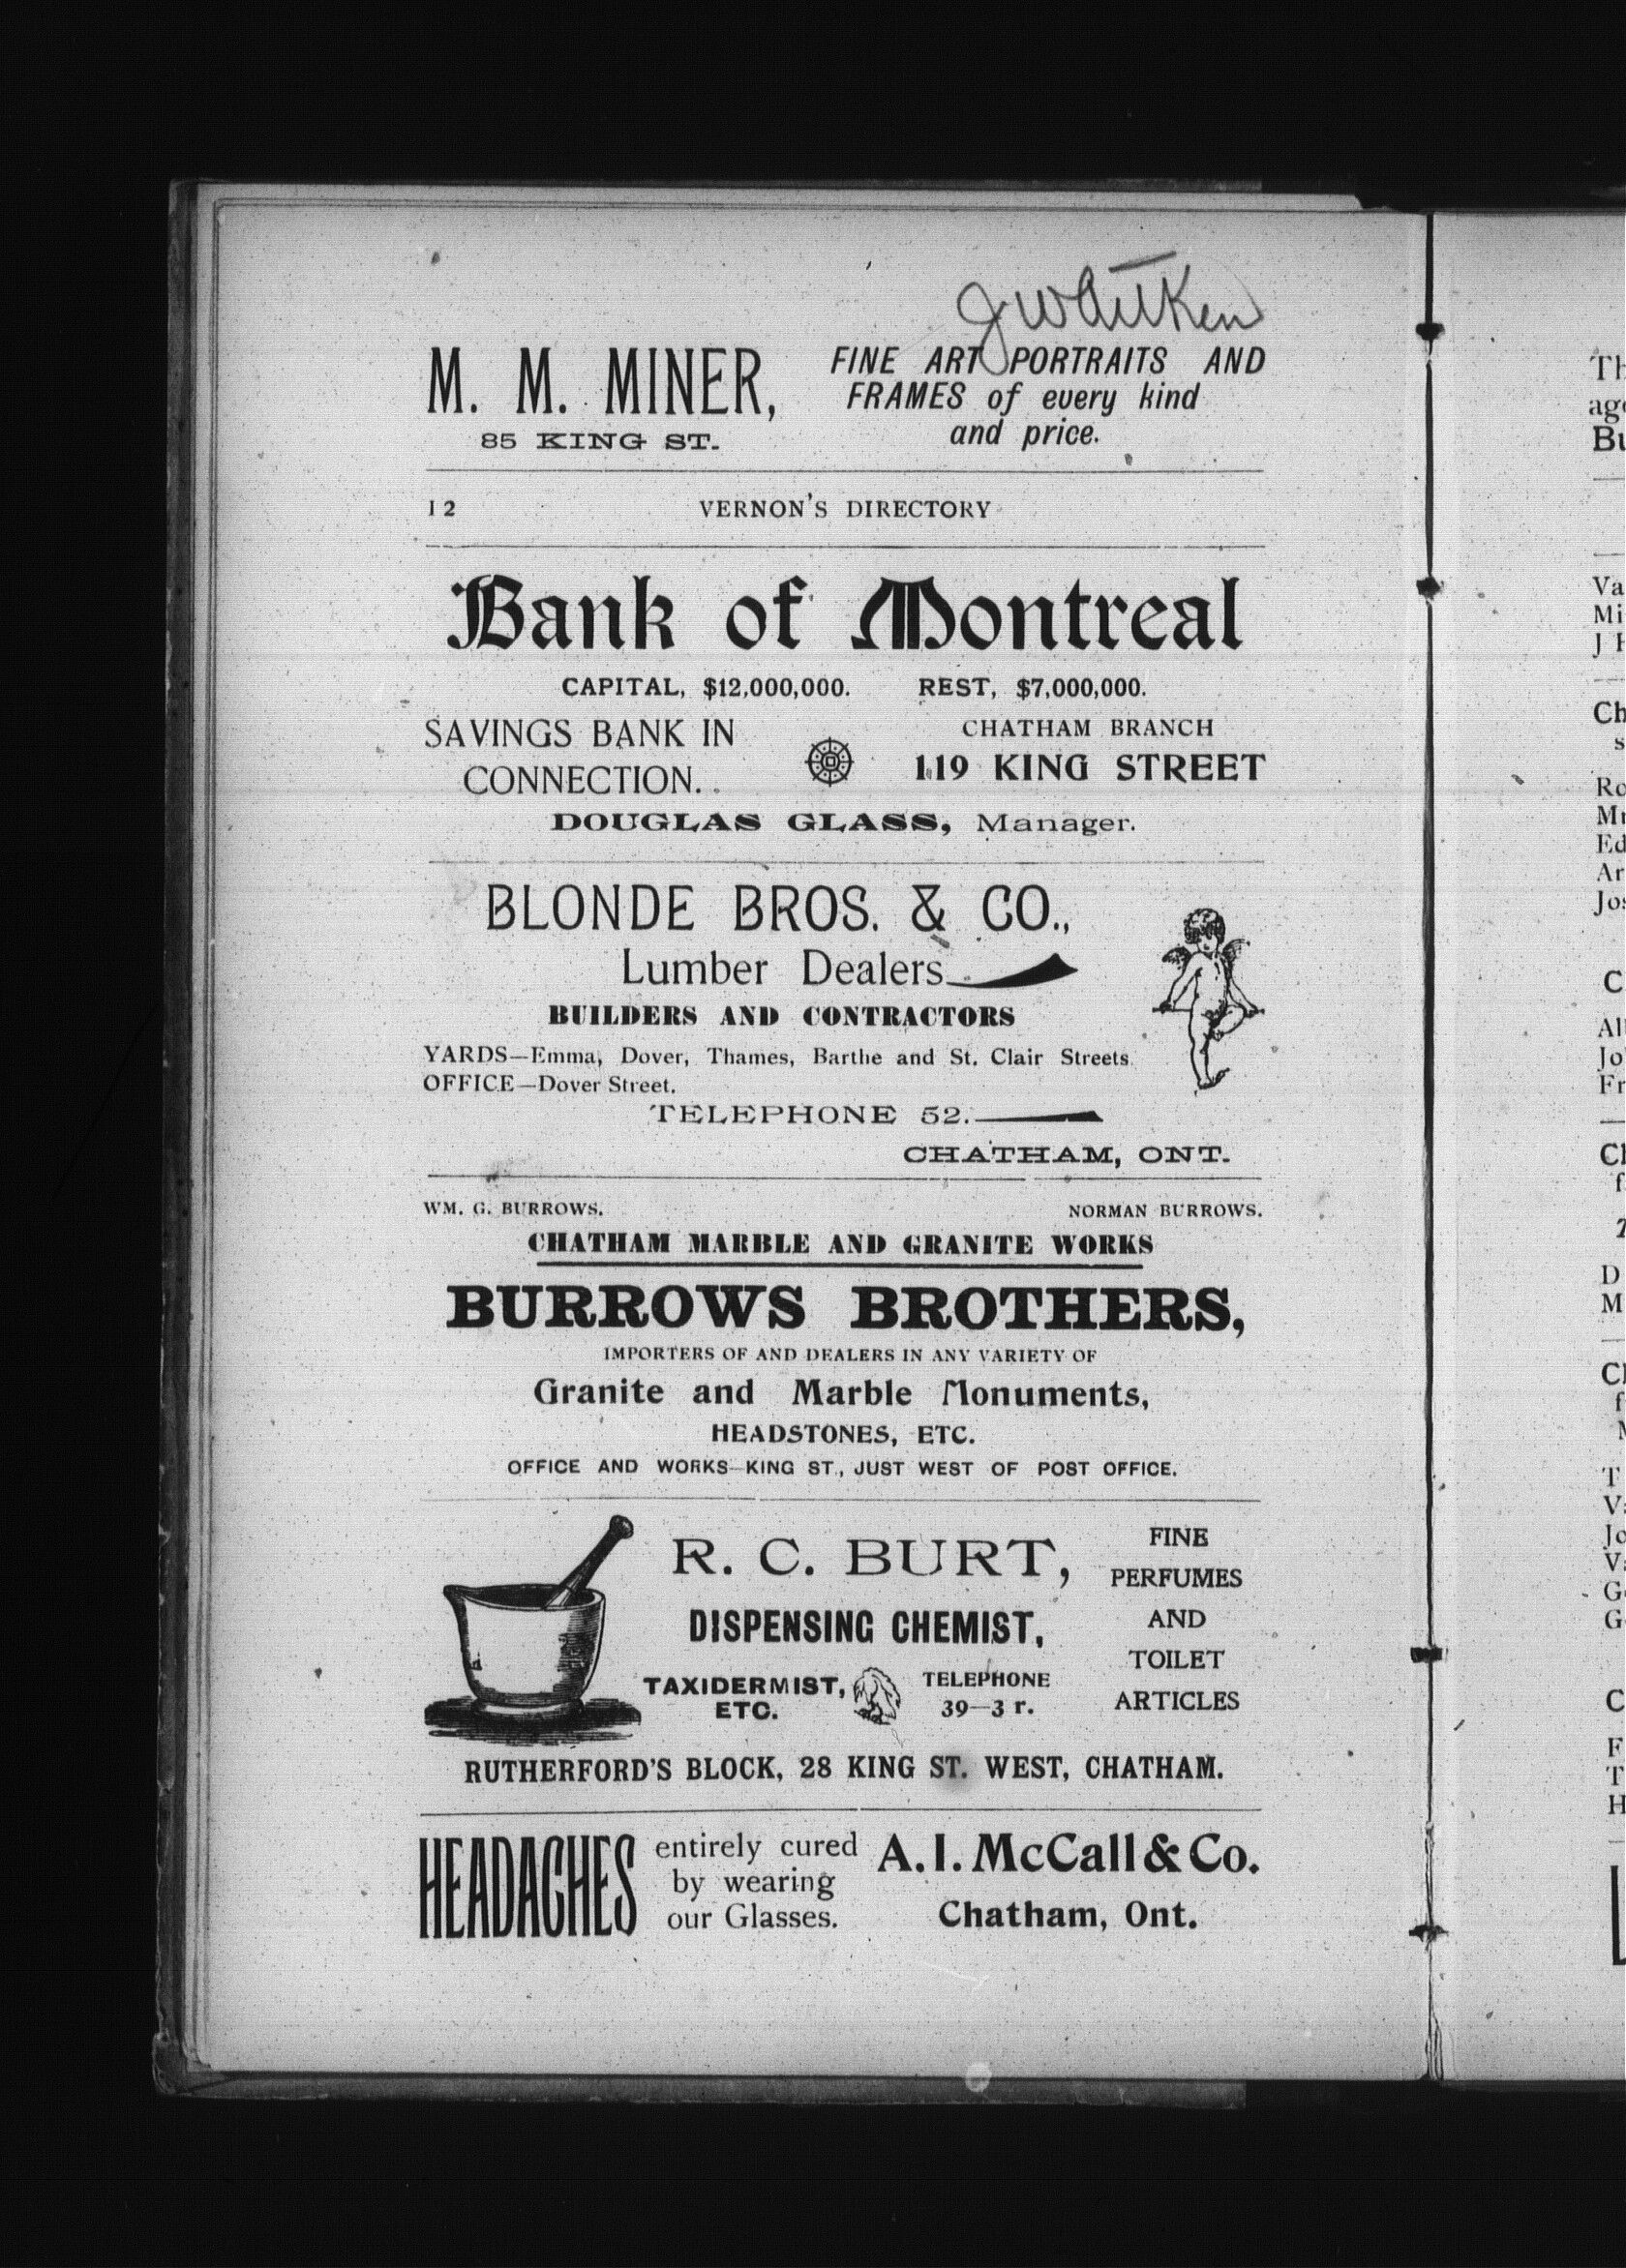 J W Aitken
M. M. MINER,
85 KING ST.
FINE ART PORTRAITS AND
FRAMES of every kind
and price.
12 VERNON'S DIRECTORY
Bank of Montreal
CAPITAL, $12,000,000. REST, $7,000,000.
SAVINGS BANK IN
CONNECTION.
CHATHAM BRANCH
119 KING STREET
DOUGLAS GLASS, Manager.
BLONDE BROS. & CO.,
Lumber Dealers
BUILDERS AND CONTRACTORS
YARDS—Emma, Dover, Thames, Barthe and St. Clair Streets.
OFFICE—Dover Street.
TELEPHONE 52.
CHATHAM, ONT.
WM. G. BURROWS. NORMAN BURROWS.
CHATHAM MARBLE AND GRANITE WORKS
BURROWS BROTHERS,
IMPORTERS OF AND DEALERS IN ANY VARIETY OF
Granite and Marble Monuments,
HEADSTONES, ETC.
OFFICE AND WORKS—KING ST., JUST WEST OF POST OFFICE.
R. C. BURT,
DISPENSING CHEMIST,
TAXIDERMIST,
ETC.
TELEPHONE
39—3 r.
FINE
PERFUMES
AND
TOILET
ARTICLES
RUTHERFORD'S BLOCK, 28 KING ST. WEST, CHATHAM.
HEADACHES
entirely cured
by wearing
our Glasses.
A. I. McCall & Co.
Chatham, Ont.